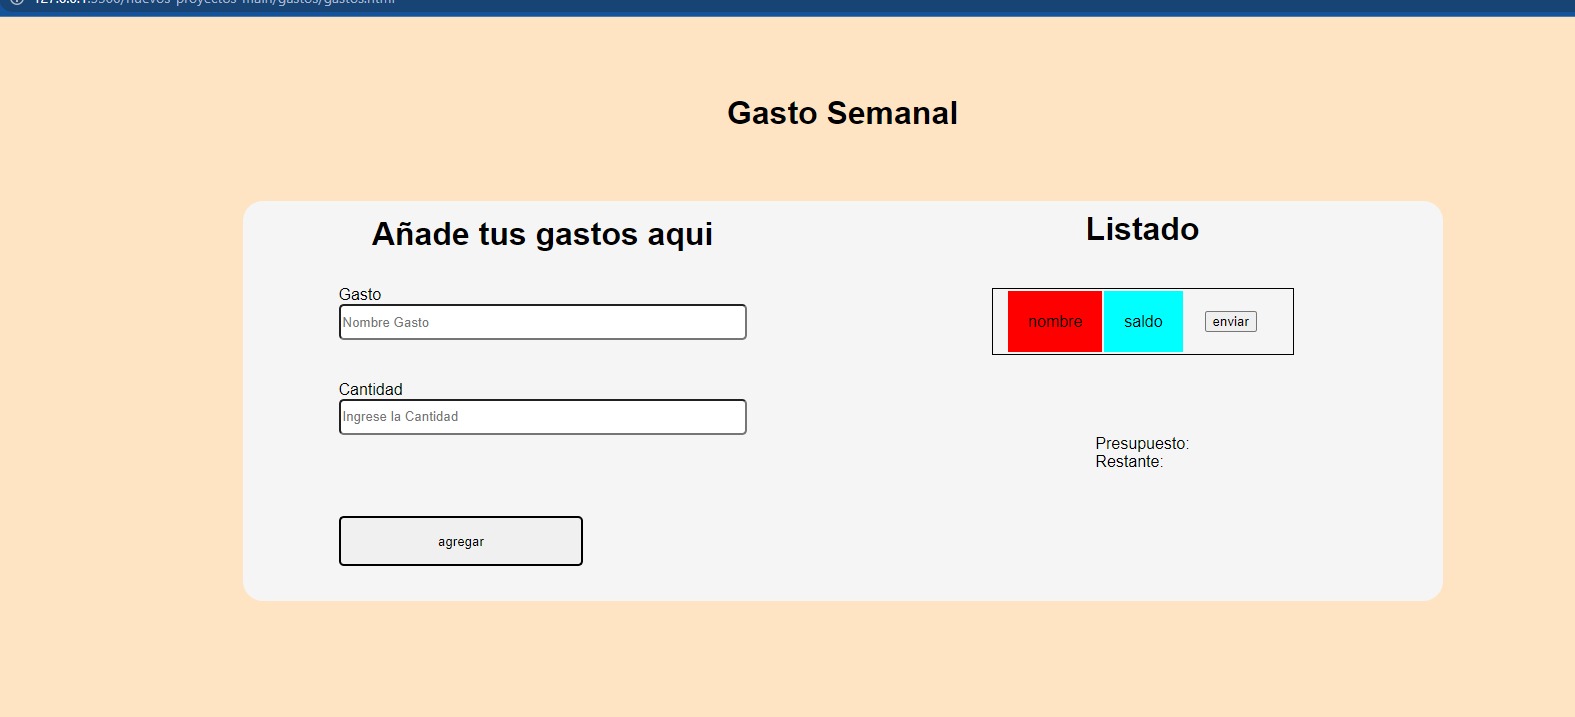 Gasto Semanal
Añade tus gastos aqui
Gasto
Nombre Gasto
Cantidad
Ingrese la Cantidad
agregar
Listado
nombre saldo enviar
Presupuesto:
Restante: